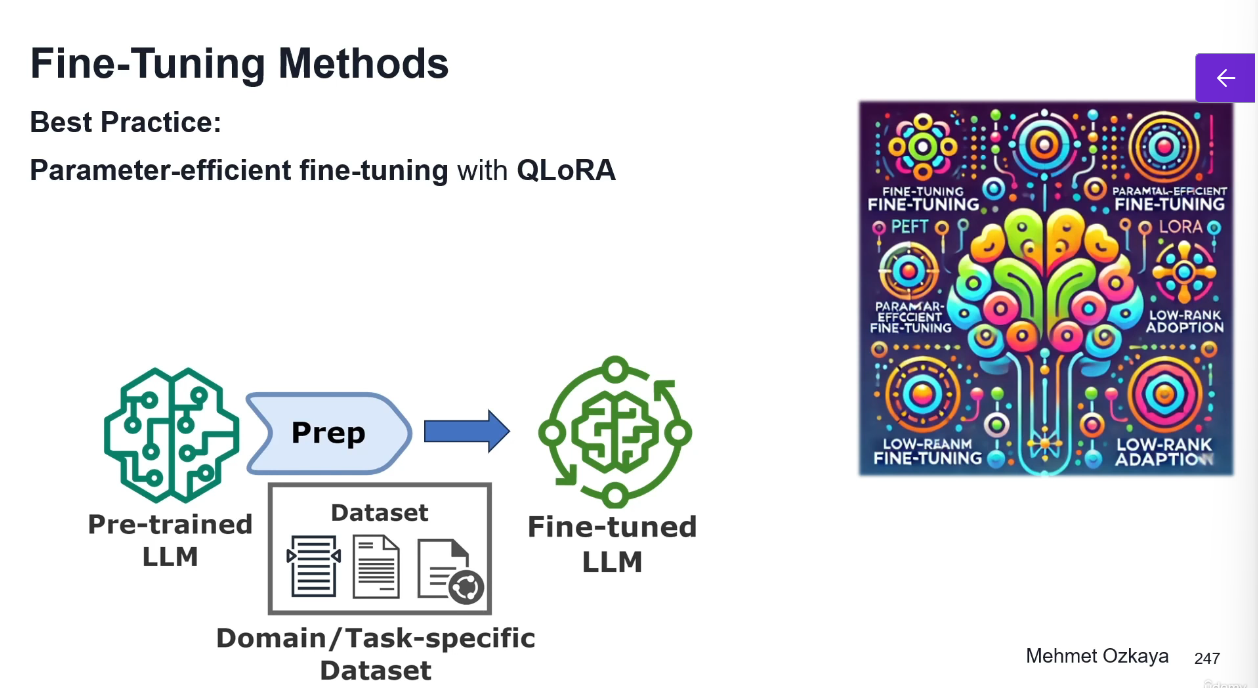 Fine-Tuning Methods
Best Practice:
Parameter-efficient fine-tuning with QLoRA
FINE-TUNING
FINE-TUNING
PARAMTAL-EFFICIENT
FINE-TUNING
PEFT
LORA
PARAMAR-
EFFCCIENT
FINE-TUNING
LOW-RANK
ADOPTION
LOW-REANM
FINE-TUNING
LOW-RANK
ADAPTION
Prep
Pre-trained
LLM
Dataset
Fine-tuned
LLM
Domain/Task-specific
Dataset
Mehmet Ozkaya 247